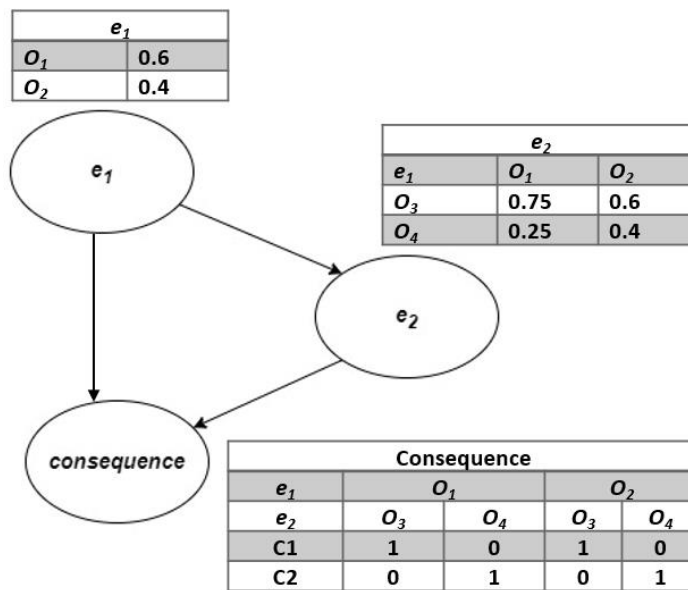 e1
O1 0.6
O2 0.4
e1
e2
e1 O1 O2
O3 0.75 0.6
O4 0.25 0.4
e2
consequence
Consequence
e1 O1 O2
e2 O3 O4 O3 O4
C1 1 0 1 0
C2 0 1 0 1